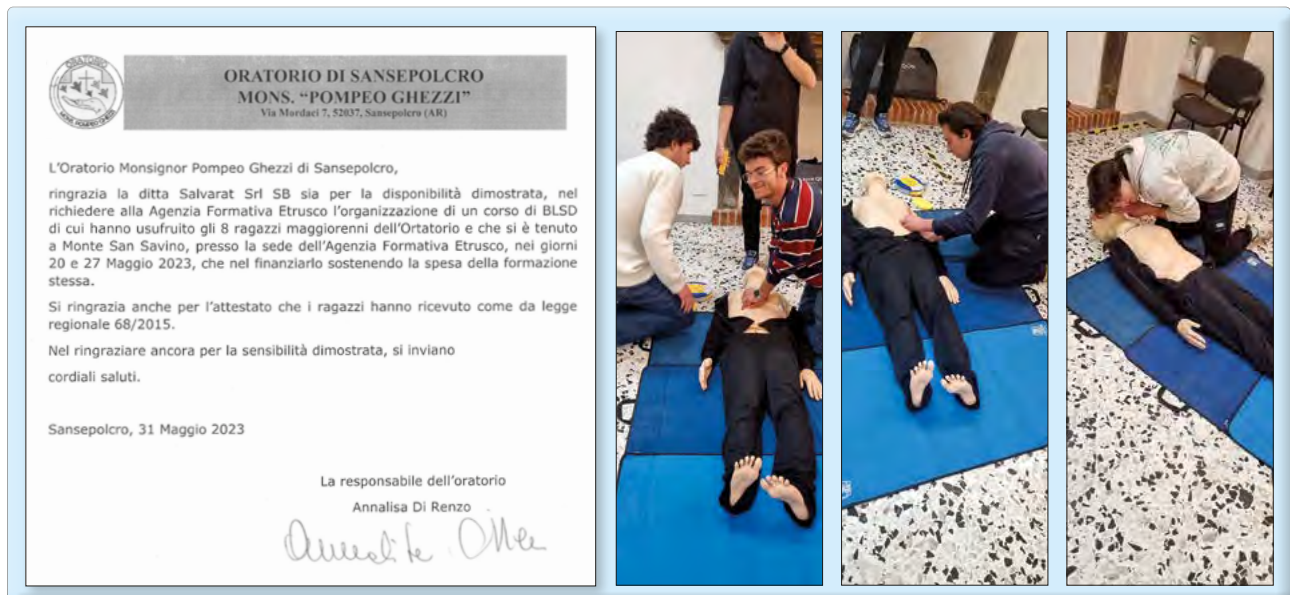 ORATORIO
MONS. POMPEO GHEZZI
ORATORIO DI SANSEPOLCRO
MONS. “POMPEO GHEZZI”
Via Mordaci 7, 52037, Sansepolcro (AR)
L’Oratorio Monsignor Pompeo Ghezzi di Sansepolcro,
ringrazia la ditta Salvarat Srl SB sia per la disponibilità dimostrata, nel
richiedere alla Agenzia Formativa Etrusco l’organizzazione di un corso di BLSD
di cui hanno usufruito gli 8 ragazzi maggiorenni dell’Ortatorio e che si è tenuto
a Monte San Savino, presso la sede dell’Agenzia Formativa Etrusco, nei giorni
20 e 27 Maggio 2023, che nel finanziarlo sostenendo la spesa della formazione
stessa.
Si ringrazia anche per l’attestato che i ragazzi hanno ricevuto come da legge
regionale 68/2015.
Nel ringraziare ancora per la sensibilità dimostrata, si inviano
cordiali saluti.
Sansepolcro, 31 Maggio 2023
La responsabile dell’oratorio
Annalisa Di Renzo